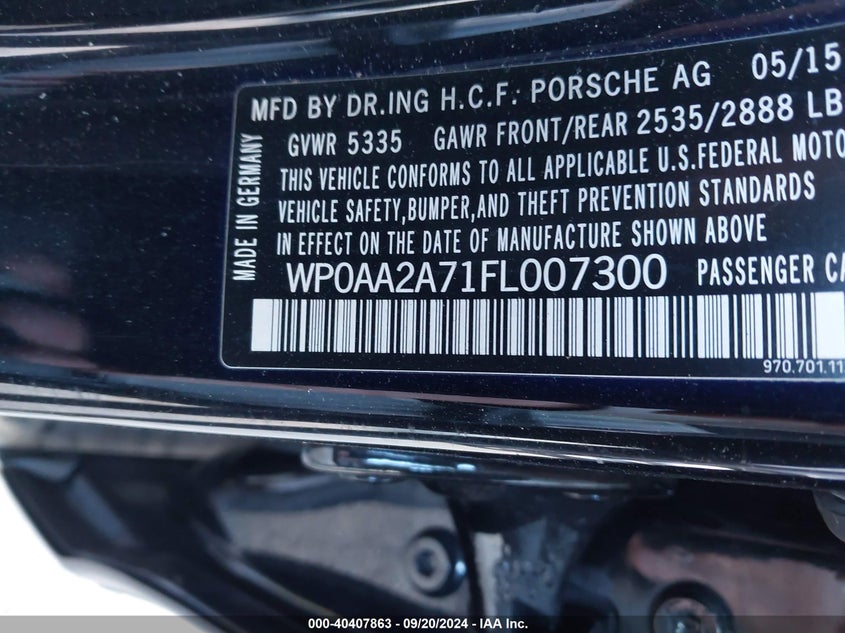 MFD BY DR.ING H.C.F: PORSCHE AG 05/15
GVWR 5335 GAWR FRONT/REAR 2535/2888 LB
MADE IN GERMANY
THIS VEHICLE CONFORMS TO ALL APPLICABLE U.S.FEDERAL MOTO
VEHICLE SAFETY,BUMPER,AND THEFT PREVENTION STANDARDS
IN EFFECT ON THE DATE OF MANUFACTURE SHOWN ABOVE
WP0AA2A71FL007300 PASSENGER CA
970.701.11
000-40407863 - 09/20/2024 - IAA Inc.